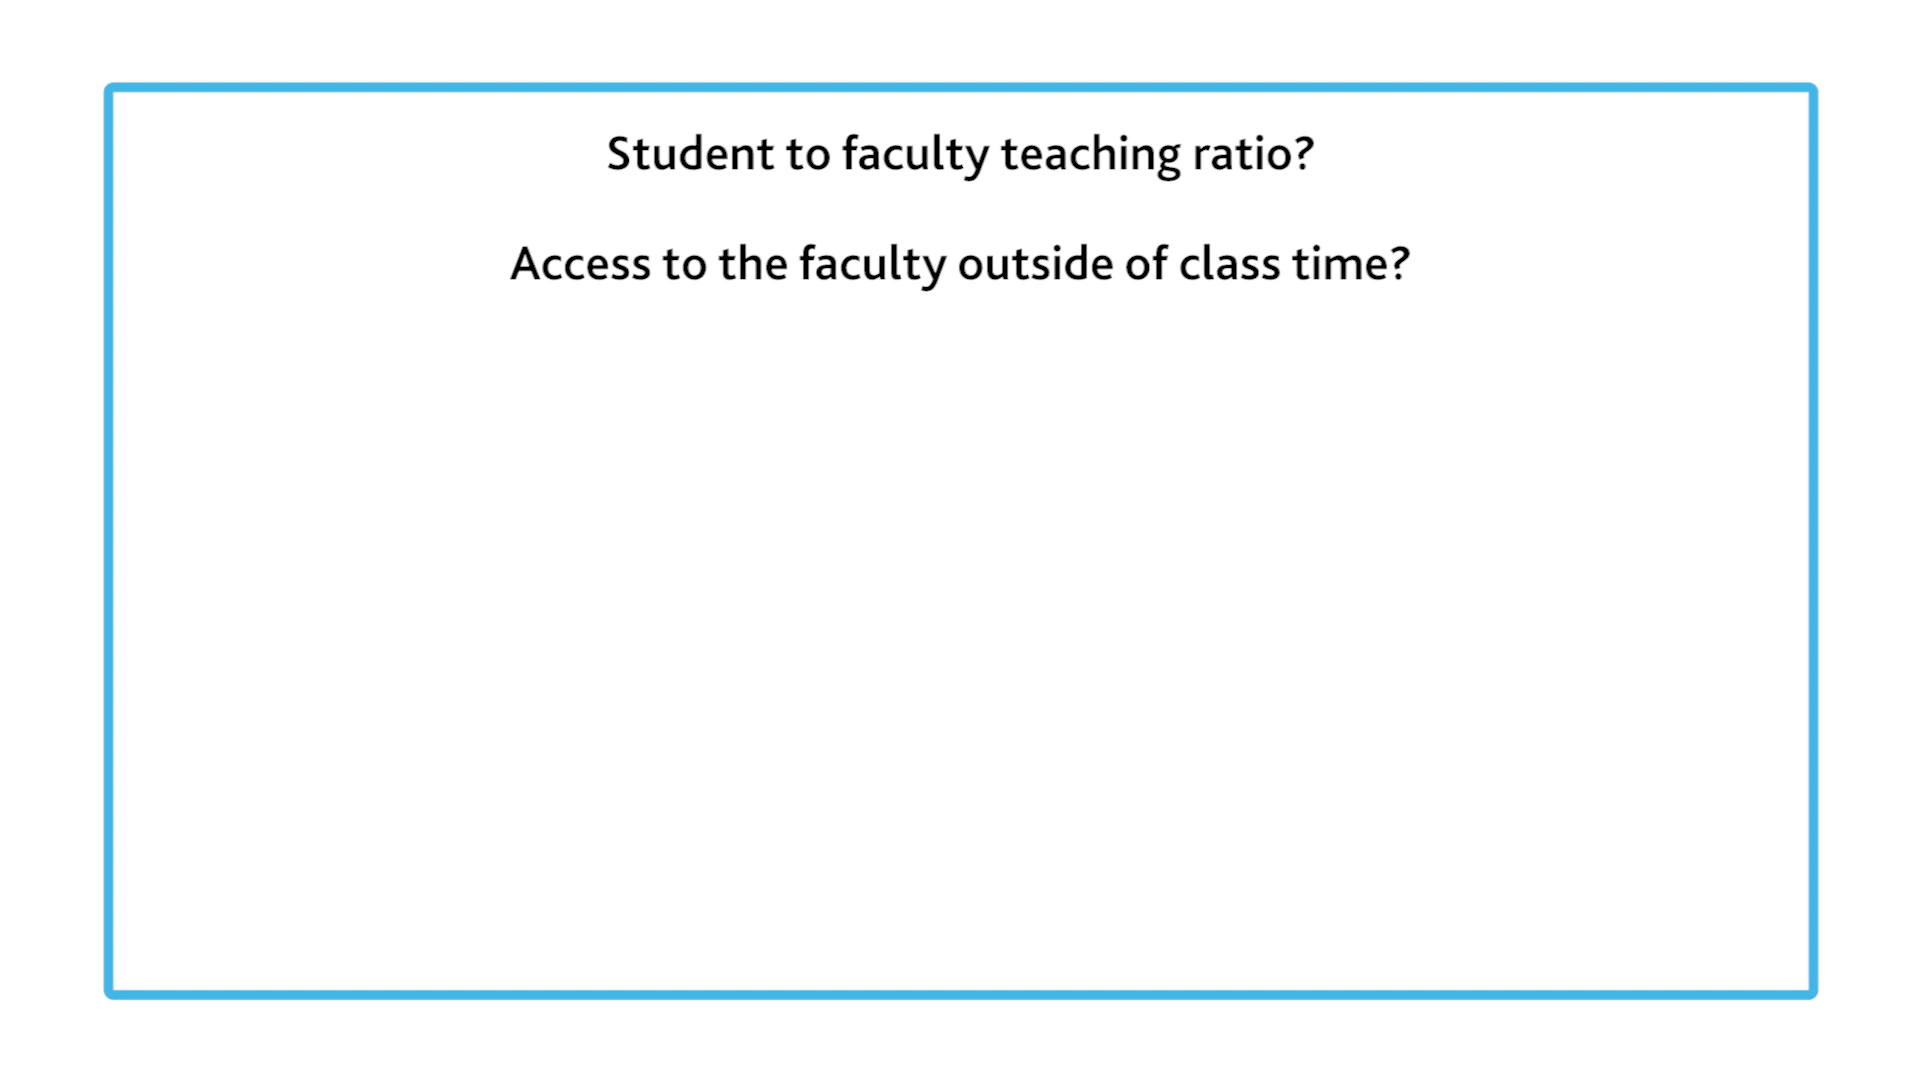 Student to faculty teaching ratio?
Access to the faculty outside of class time?